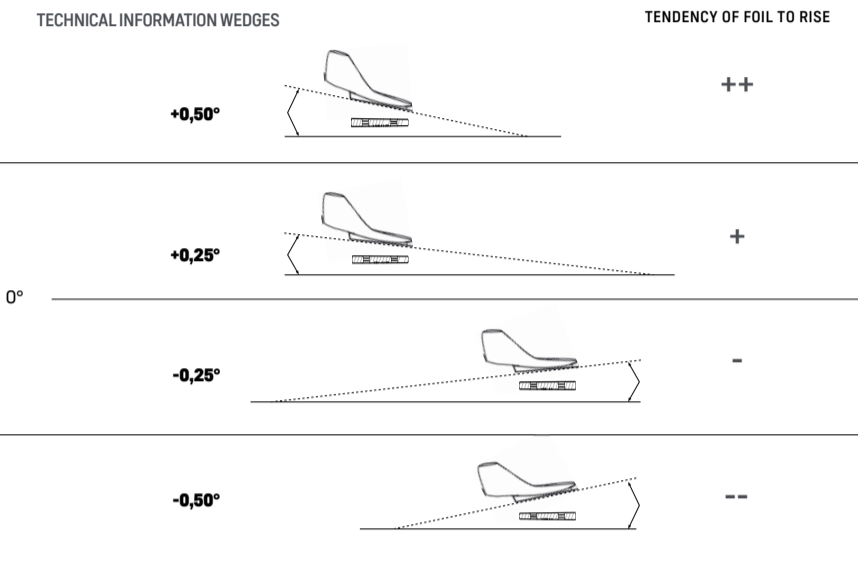 TECHNICAL INFORMATION WEDGES
TENDENCY OF FOIL TO RISE
+0,50° ++
+0,25° +
0°
-0,25° -
-0,50° --